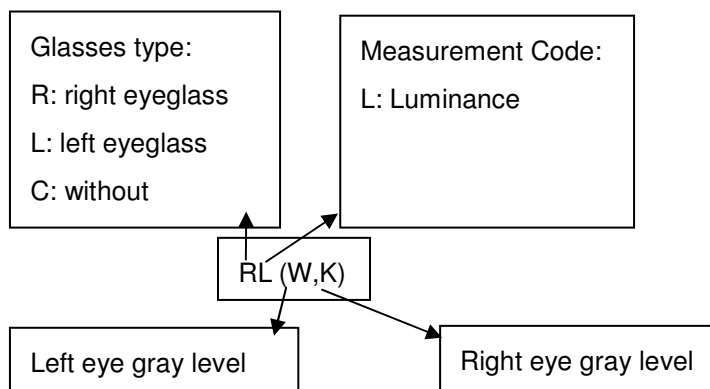 Glasses type:
R: right eyeglass
L: left eyeglass
C: without
Measurement Code:
L: Luminance
RL (W,K)
Left eye gray level
Right eye gray level